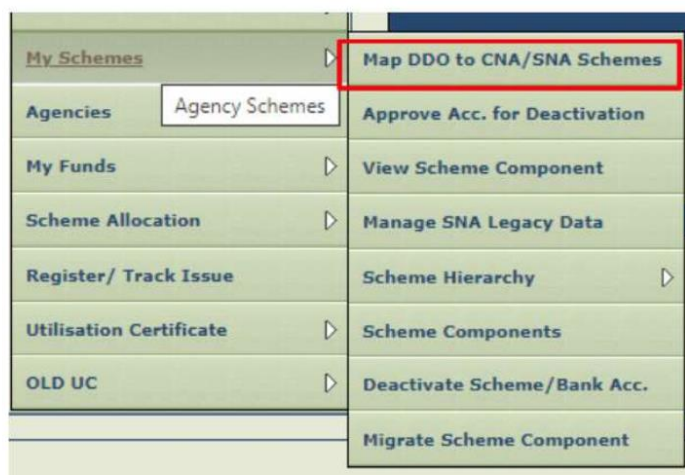 My Schemes
Agencies
Agency Schemes
My Funds
Scheme Allocation
Register/ Track Issue
Utilisation Certificate
OLD UC
Map DDO to CNA/SNA Schemes
Approve Acc. for Deactivation
View Scheme Component
Manage SNA Legacy Data
Scheme Hierarchy
Scheme Components
Deactivate Scheme/Bank Acc.
Migrate Scheme Component